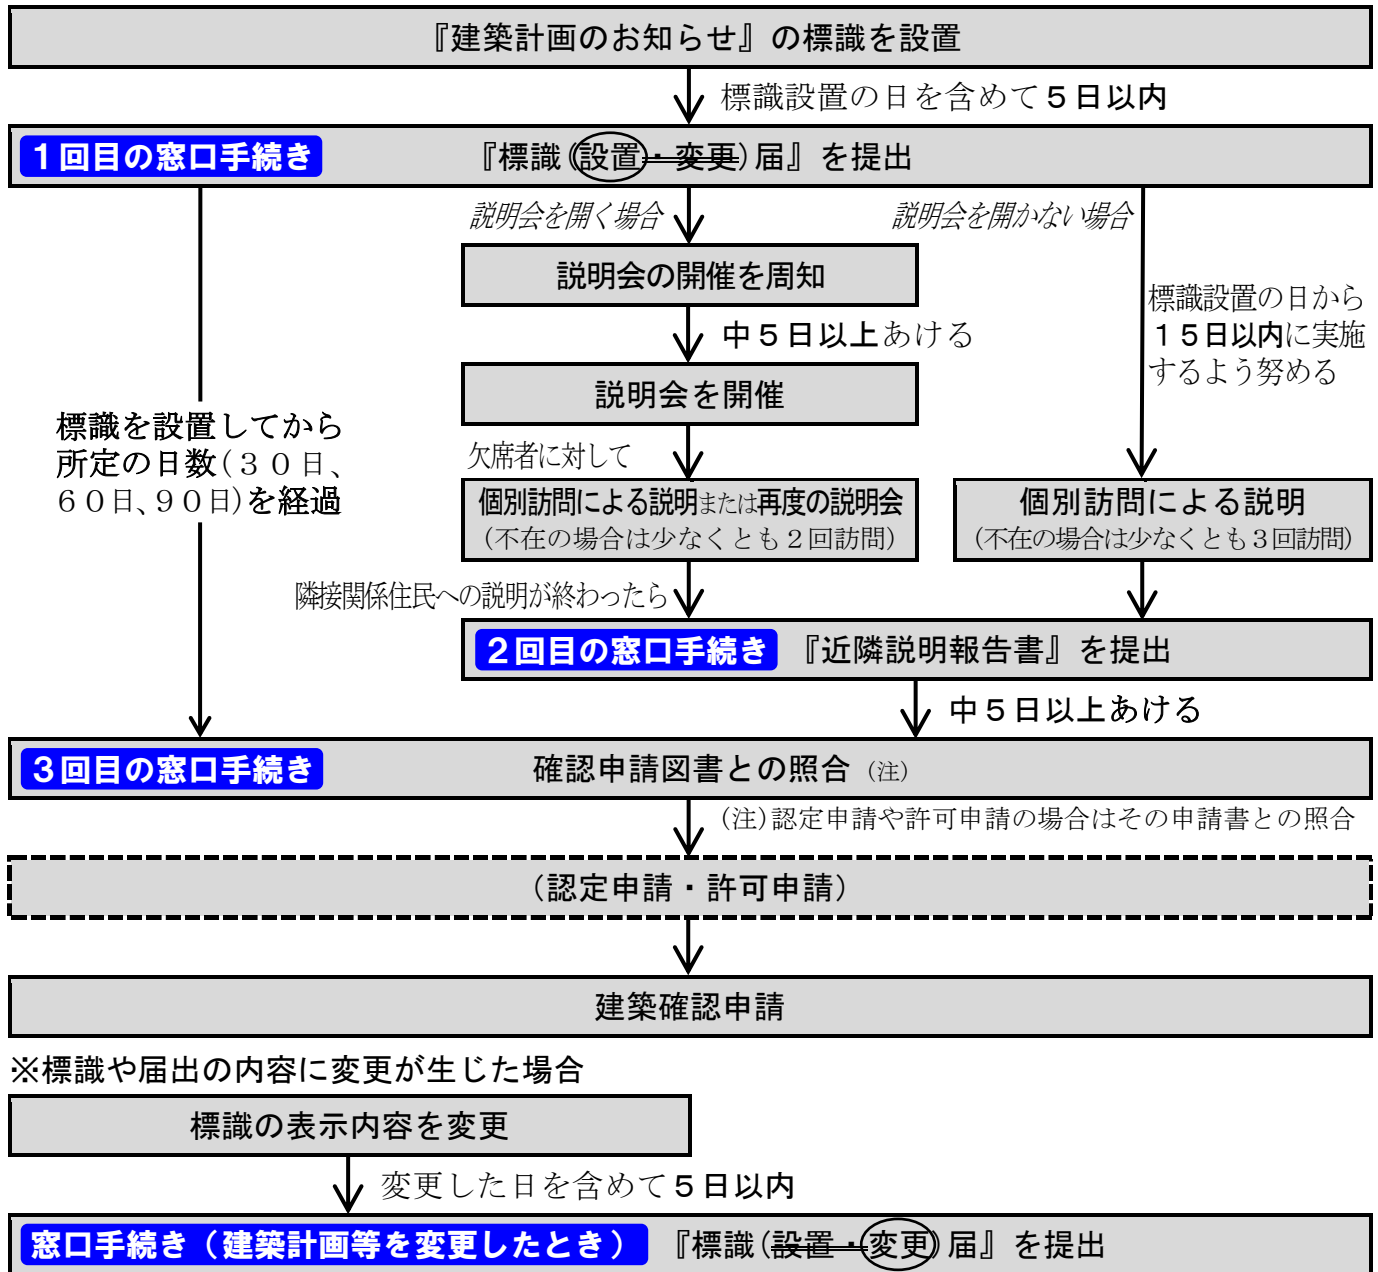 『建築計画のお知らせ』の標識を設置
標識設置の日を含めて５日以内
１回目の窓口手続き
『標識(設置・変更)届』を提出
説明会を開く場合
説明会を開かない場合
説明会の開催を周知
標識設置の日から
１５日以内に実施
するよう努める
中５日以上あける
説明会を開催
標識を設置してから
所定の日数(３０日、
６０日、９０日)を経過
欠席者に対して
個別訪問による説明または再度の説明会
(不在の場合は少なくとも２回訪問)
個別訪問による説明
(不在の場合は少なくとも３回訪問)
隣接関係住民への説明が終わったら
２回目の窓口手続き
『近隣説明報告書』を提出
中５日以上あける
３回目の窓口手続き
確認申請図書との照合(注)
(注)認定申請や許可申請の場合はその申請書との照合
(認定申請・許可申請)
建築確認申請
※標識や届出の内容に変更が生じた場合
標識の表示内容を変更
変更した日を含めて５日以内
窓口手続き(建築計画等を変更したとき)
『標識(設置・変更)届』を提出